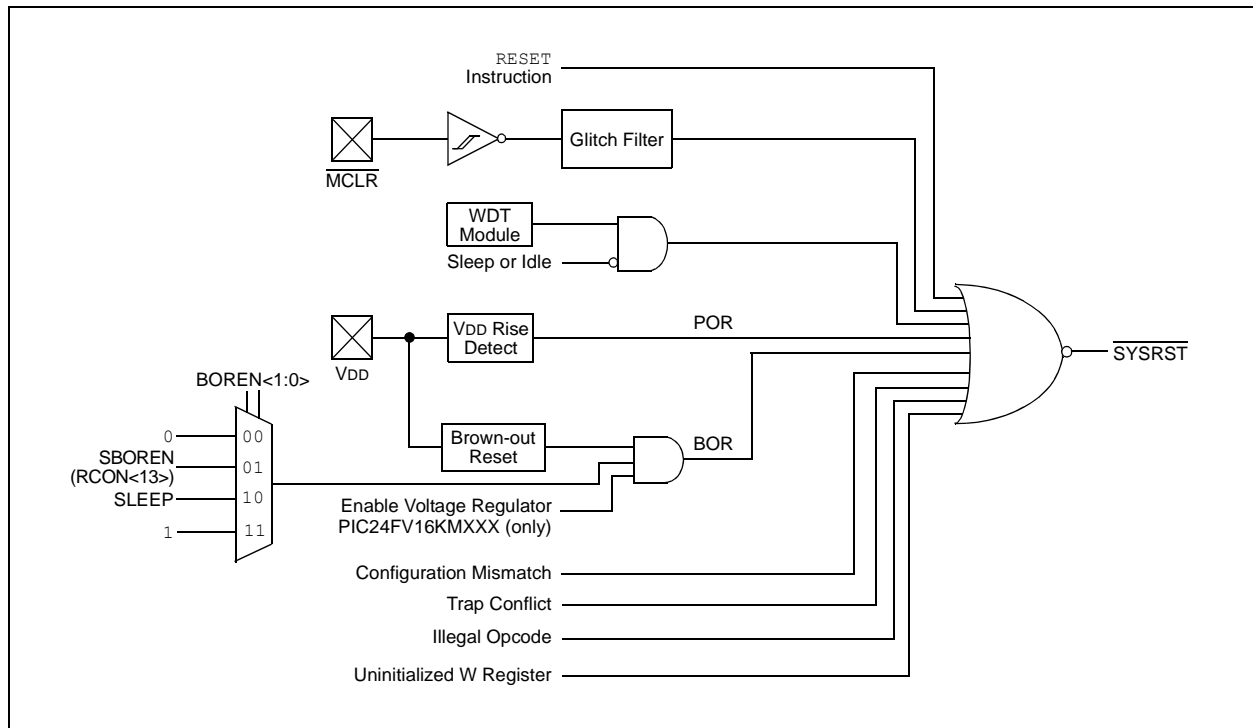 RESET
Instruction
Glitch Filter
MCLR
WDT
Module
Sleep or Idle
VDD Rise
Detect
POR
VDD
SYSRST
BOREN<1:0>
0
00
SBOREN
(RCON<13>)
01
SLEEP
10
1
11
Brown-out
Reset
BOR
Enable Voltage Regulator
PIC24FV16KMXXX (only)
Configuration Mismatch
Trap Conflict
Illegal Opcode
Uninitialized W Register